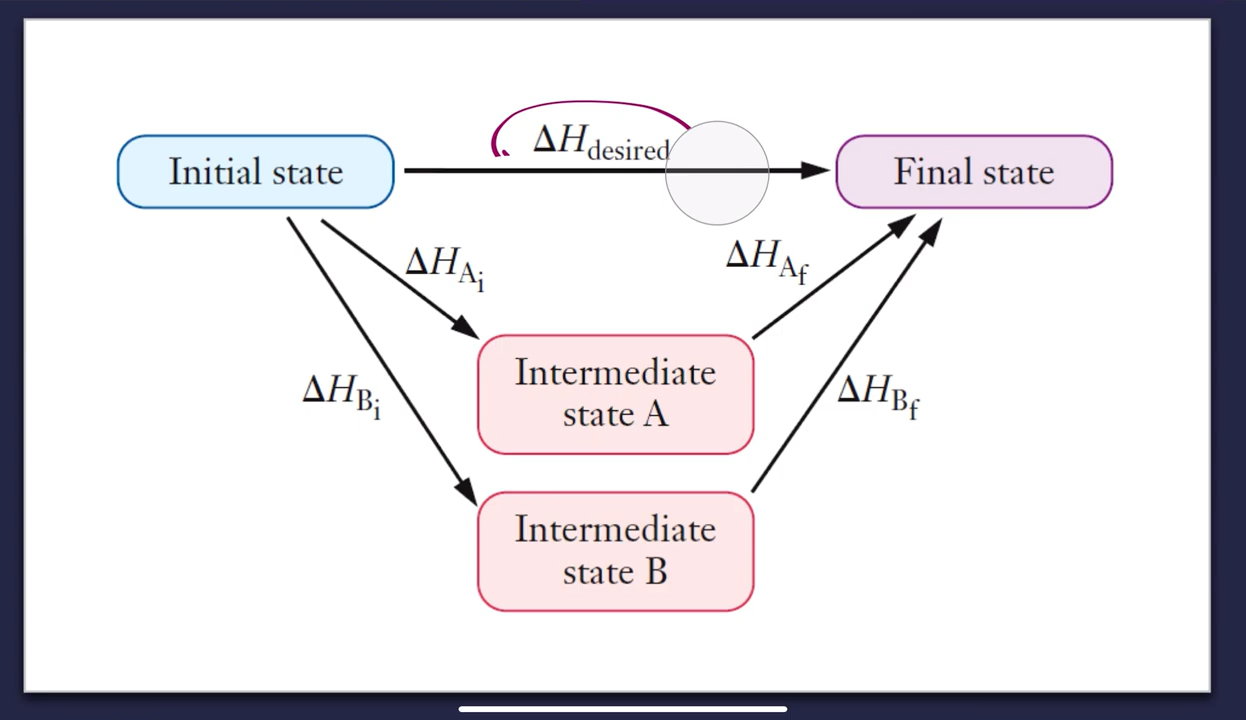 Initial state
ΔH_desired
Final state
ΔH_A_i
ΔH_A_f
Intermediate
state A
ΔH_B_i
ΔH_B_f
Intermediate
state B